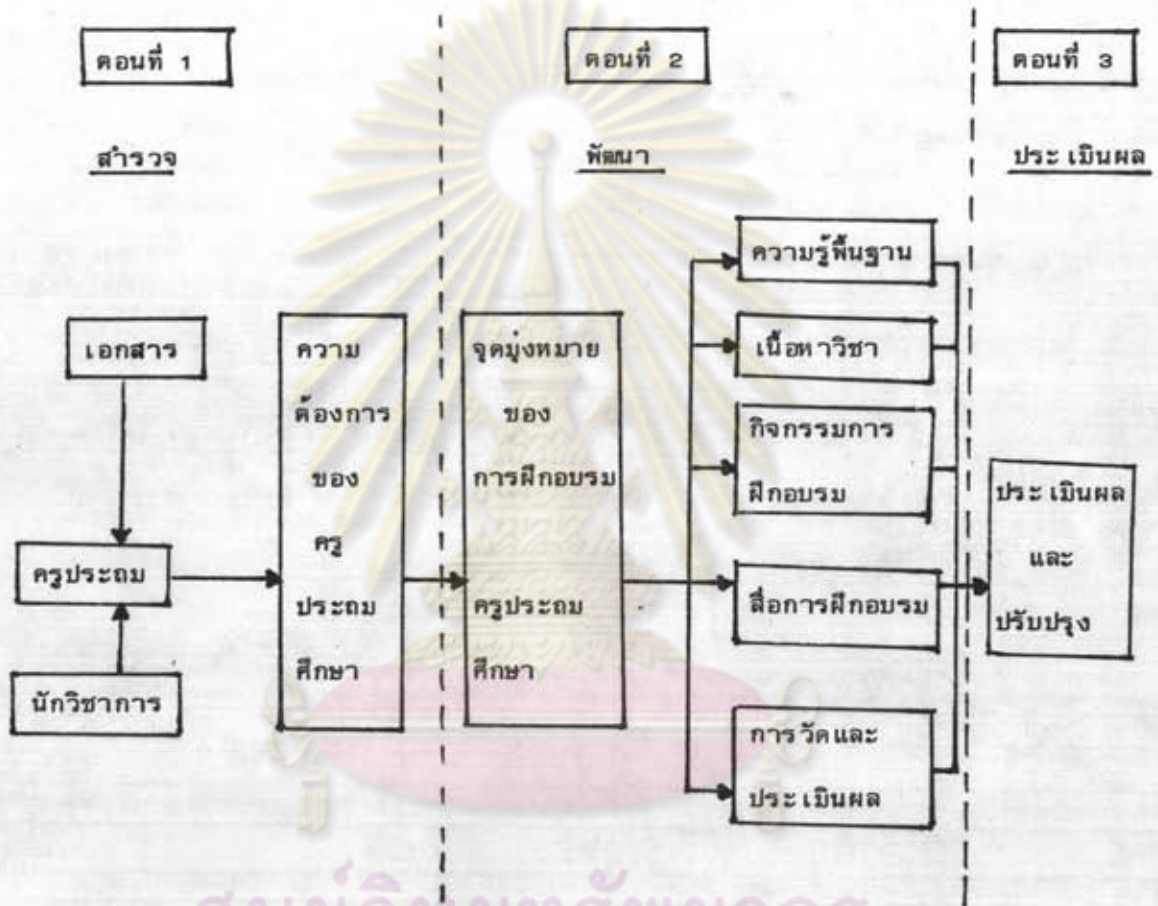 ตอนที่ 1
สำรวจ
เอกสาร
ครูประถม
นักวิชาการ
ความ
ต้องการ
ของ
ครู
ประถม
ศึกษา
ตอนที่ 2
พัฒนา
จุดมุ่งหมาย
ของ
การฝึกอบรม
ครูประถม
ศึกษา
ความรู้พื้นฐาน
เนื้อหาวิชา
กิจกรรมการ
ฝึกอบรม
สื่อการฝึกอบรม
การวัดและ
ประเมินผล
ตอนที่ 3
ประเมินผล
ประเมินผล
และ
ปรับปรุง